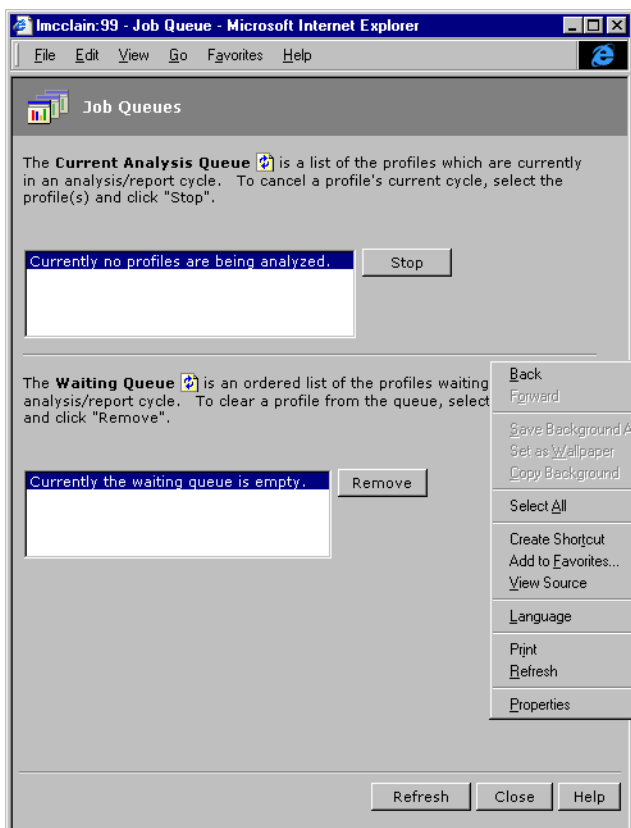 lmcclain:99 - Job Queue - Microsoft Internet Explorer
File Edit View Go Favorites Help
Job Queues
The Current Analysis Queue is a list of the profiles which are currently
in an analysis/report cycle. To cancel a profile's current cycle, select the
profile(s) and click "Stop".
Currently no profiles are being analyzed.
Stop
The Waiting Queue is an ordered list of the profiles waiting
analysis/report cycle. To clear a profile from the queue, select
and click "Remove".
Currently the waiting queue is empty.
Remove
Back
Forward
Save Background A
Set as Wallpaper
Copy Background
Select All
Create Shortcut
Add to Favorites...
View Source
Language
Print
Refresh
Properties
Refresh Close Help